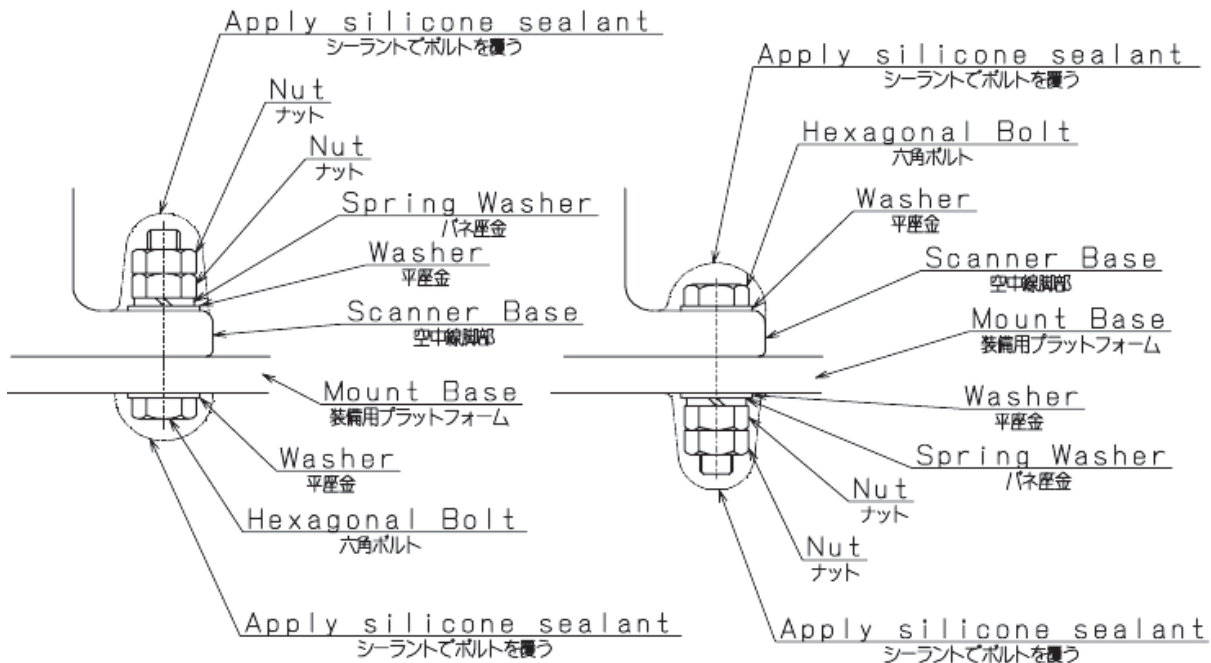 Apply silicone sealant
シーラントでボルトを覆う
Nut
ナット
Nut
ナット
Spring Washer
バネ座金
Washer
平座金
Scanner Base
空中線脚部
Mount Base
装備用プラットフォーム
Washer
平座金
Hexagonal Bolt
六角ボルト
Apply silicone sealant
シーラントでボルトを覆う
Apply silicone sealant
シーラントでボルトを覆う
Hexagonal Bolt
六角ボルト
Washer
平座金
Scanner Base
空中線脚部
Mount Base
装備用プラットフォーム
Washer
平座金
Spring Washer
バネ座金
Nut
ナット
Nut
ナット
Apply silicone sealant
シーラントでボルトを覆う